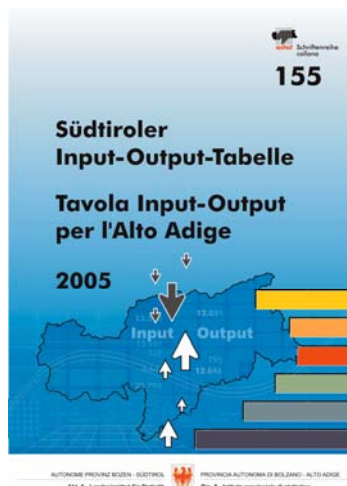 astat Schriftenreihe
collana
155
Südtiroler
Input-Output-Tabelle
Tavola Input-Output
per l'Alto Adige
2005
Input Output
AUTONOME PROVINZ BOZEN - SÜDTIROL
PROVINCIA AUTONOMA DI BOLZANO - ALTO ADIGE